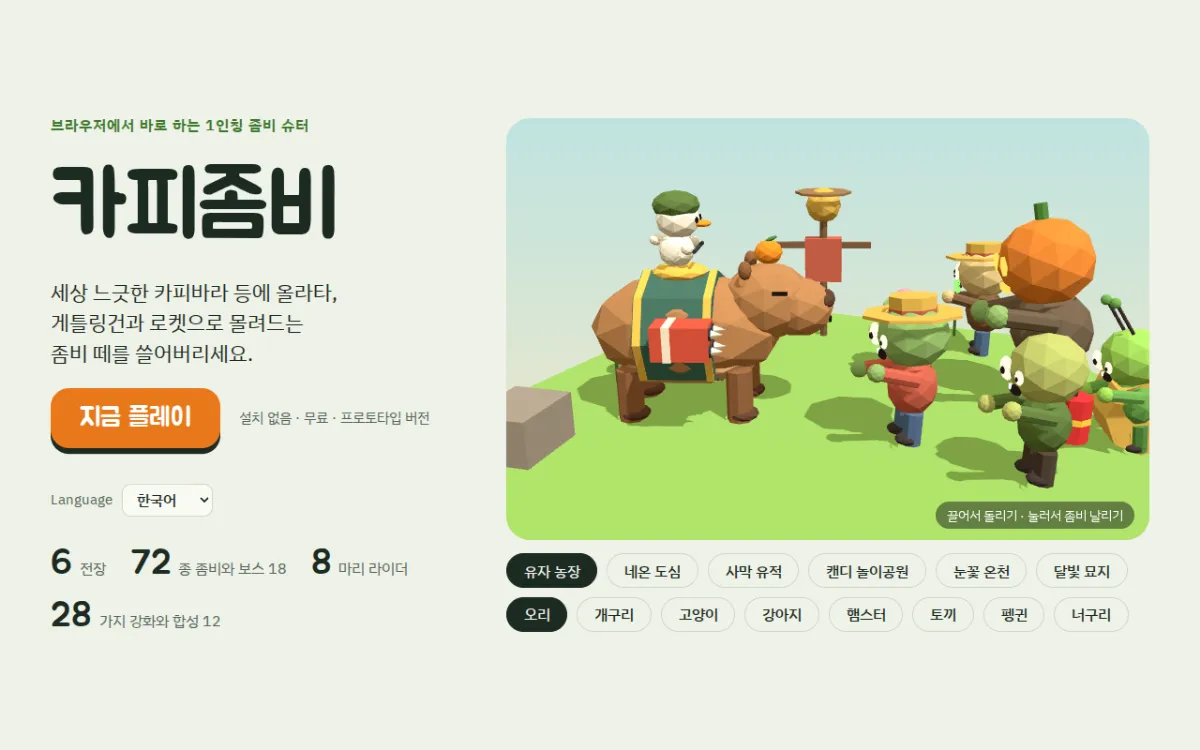 브라우저에서 바로 하는 1인칭 좀비 슈터
카피좀비
세상 느긋한 카피바라 등에 올라타,
게틀링건과 로켓으로 몰려드는
좀비 떼를 쓸어버리세요.
지금 플레이
설치 없음 · 무료 · 프로토타입 버전
Language 한국어
6 전장 72 종 좀비와 보스 18 8 마리 라이더
28 가지 강화와 합성 12
끌어서 돌리기 · 눌러서 좀비 날리기
유자 농장 네온 도심 사막 유적 캔디 놀이공원 눈꽃 온천 달빛 묘지
오리 개구리 고양이 강아지 햄스터 토끼 펭귄 너구리